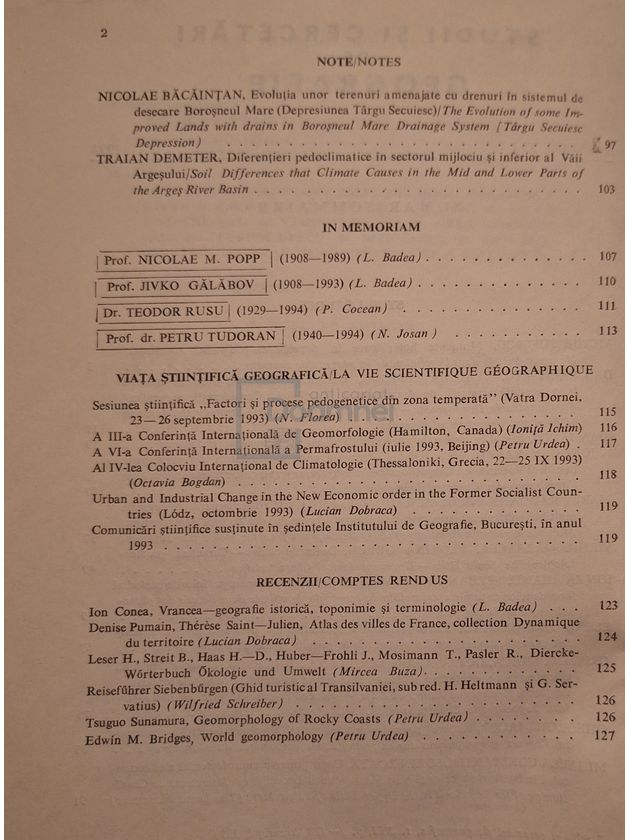 2
NOTE/NOTES
NICOLAE BĂCĂINȚAN, Evoluția unor terenuri amenajate cu drenuri în sistemul de
desecare Boroșneul Mare (Depresiunea Târgu Secuiesc)/The Evolution of some Im-
proved Lands with drains in Boroșneul Mare Drainage System [Târgu Secuiesc
Depression) . . . . . . . . . . . . . . . . . . . . . . . . . . . . 97
TRAIAN DEMETER, Diferențieri pedoclimatice în sectorul mijlociu și inferior al Văii
Argeșului/Soil Differences that Climate Causes in the Mid and Lower Parts of
the Argeș River Basin . . . . . . . . . . . . . . . . . . . . . . . . 103
IN MEMORIAM
Prof. NICOLAE M. POPP (1908—1989) (L. Badea) . . . . . . . . . . . . . 107
Prof. JIVKO GĂLĂBOV (1908—1993) (L. Badea) . . . . . . . . . . . . . 110
Dr. TEODOR RUSU (1929—1994) (P. Cocean) . . . . . . . . . . . . . . . 111
Prof. dr. PETRU TUDORAN (1940—1994) (N. Josan) . . . . . . . . . . . 113
VIAȚA ȘTIINȚIFICĂ GEOGRAFICĂ/LA VIE SCIENTIFIQUE GÉOGRAPHIQUE
Sesiunea științifică „Factori și procese pedogenetice din zona temperată” (Vatra Dornei,
23—26 septembrie 1993) (N. Florea) . . . . . . . . . . . . . . . . . 115
A III-a Conferință Internațională de Geomorfologie (Hamilton, Canada) (Ioniță Ichim) 116
A VI-a Conferință Internațională a Permafrostului (iulie 1993, Beijing) (Petru Urdea) . 117
Al IV-lea Colocviu Internațional de Climatologie (Thessaloniki, Grecia, 22—25 IX 1993)
(Octavia Bogdan) . . . . . . . . . . . . . . . . . . . . . . . . . . 118
Urban and Industrial Change in the New Economic order in the Former Socialist Coun-
tries (Lódz, octombrie 1993) (Lucian Dobraca) . . . . . . . . . . . . 119
Comunicări științifice susținute în ședințele Institutului de Geografie, București, în anul
1993 . . . . . . . . . . . . . . . . . . . . . . . . . . . . . . . . 119
RECENZII/COMPTES RENDUS
Ion Conea, Vrancea—geografie istorică, toponimie și terminologie (L. Badea) . . . 123
Denise Pumain, Thérèse Saint—Julien, Atlas des villes de France, collection Dynamique
du territoire (Lucian Dobraca) . . . . . . . . . . . . . . . . . . . 124
Leser H., Streit B., Haas H.—D., Huber—Frohli J., Mosimann T., Pasler R., Diercke-
Wörterbuch Ökologie und Umwelt (Mircea Buza) . . . . . . . . . . . . . 125
Reiseführer Siebenbürgen (Ghid turistic al Transilvaniei, sub red. H. Heltmann și G. Ser-
vatius) (Wilfried Schreiber) . . . . . . . . . . . . . . . . . . . . 126
Tsuguo Sunamura, Geomorphology of Rocky Coasts (Petru Urdea) . . . . . . . 126
Edwin M. Bridges, World geomorphology (Petru Urdea) . . . . . . . . . . . 127